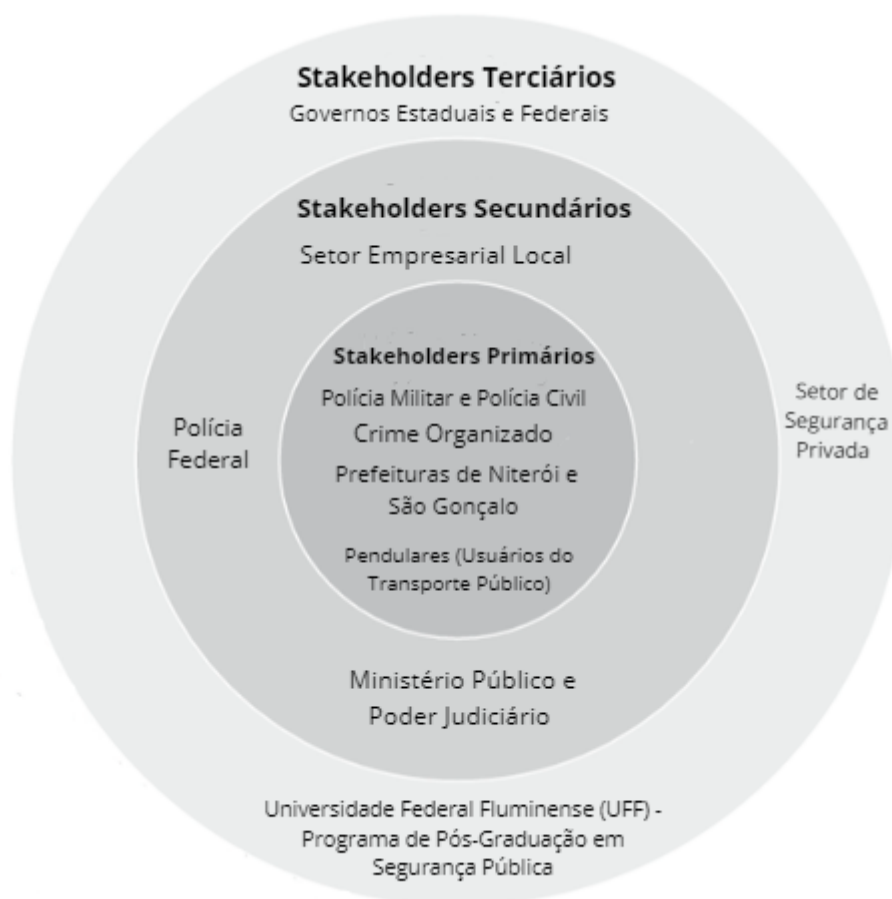 Stakeholders Terciários
Governos Estaduais e Federais
Stakeholders Secundários
Setor Empresarial Local
Stakeholders Primários
Polícia Militar e Polícia Civil
Crime Organizado
Prefeituras de Niterói e
São Gonçalo
Pendulares (Usuários do
Transporte Público)
Polícia
Federal
Setor de
Segurança
Privada
Ministério Público e
Poder Judiciário
Universidade Federal Fluminense (UFF) -
Programa de Pós-Graduação em
Segurança Pública